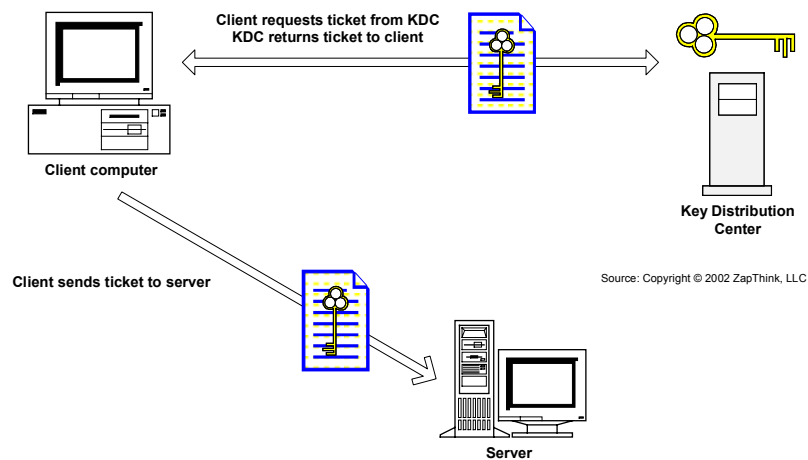 Client requests ticket from KDC
KDC returns ticket to client
Client computer
Key Distribution
Center
Client sends ticket to server
Source: Copyright © 2002 ZapThink, LLC
Server